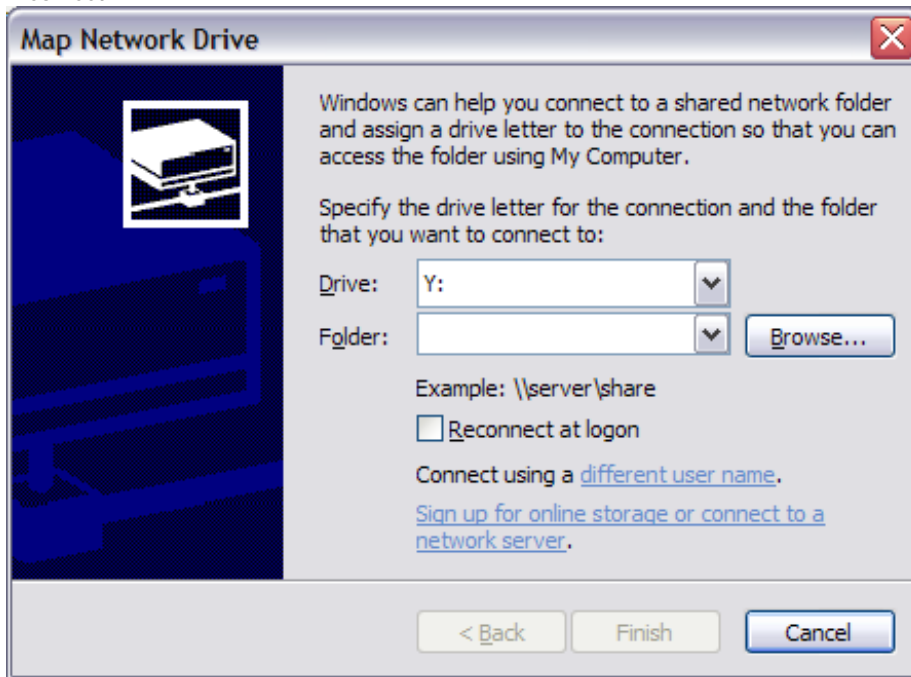 Map Network Drive
Windows can help you connect to a shared network folder
and assign a drive letter to the connection so that you can
access the folder using My Computer.
Specify the drive letter for the connection and the folder
that you want to connect to:
Drive: Y:
Folder: Browse...
Example: \\server\share
Reconnect at logon
Connect using a different user name.
Sign up for online storage or connect to a
network server.
< Back Finish Cancel